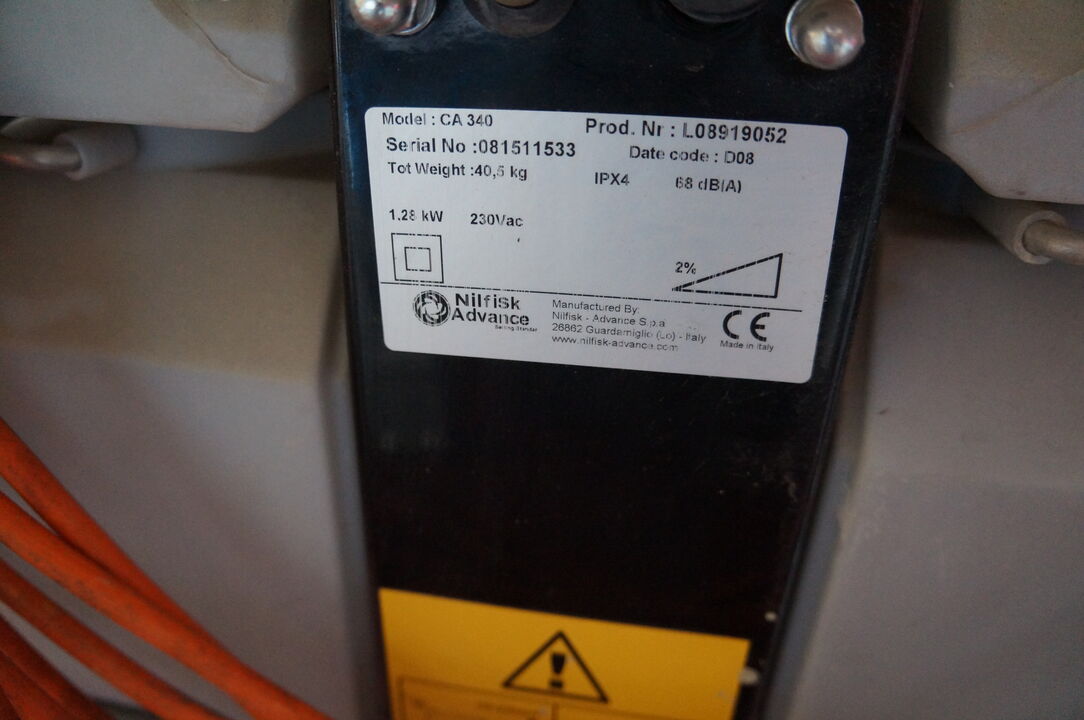 Model : CA 340
Prod. Nr : L08919052
Serial No :081511533
Date code : D08
Tot Weight :40,5 kg
IPX4
68 dB(A)
1.28 kW
230Vac
2%
Nilfisk
Advance
Setting Standards
Manufactured By:
Nilfisk - Advance S.p.a
26862 Guardamiglio (Lo) - Italy
www.nilfisk-advance.com
CE
Made in Italy